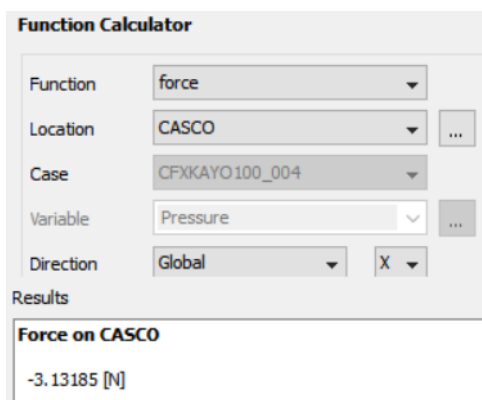 Function Calculator
Function force
Location CASCO ...
Case CFXKAYO100_004
Variable Pressure ...
Direction Global X
Results
Force on CASCO
-3.13185 [N]